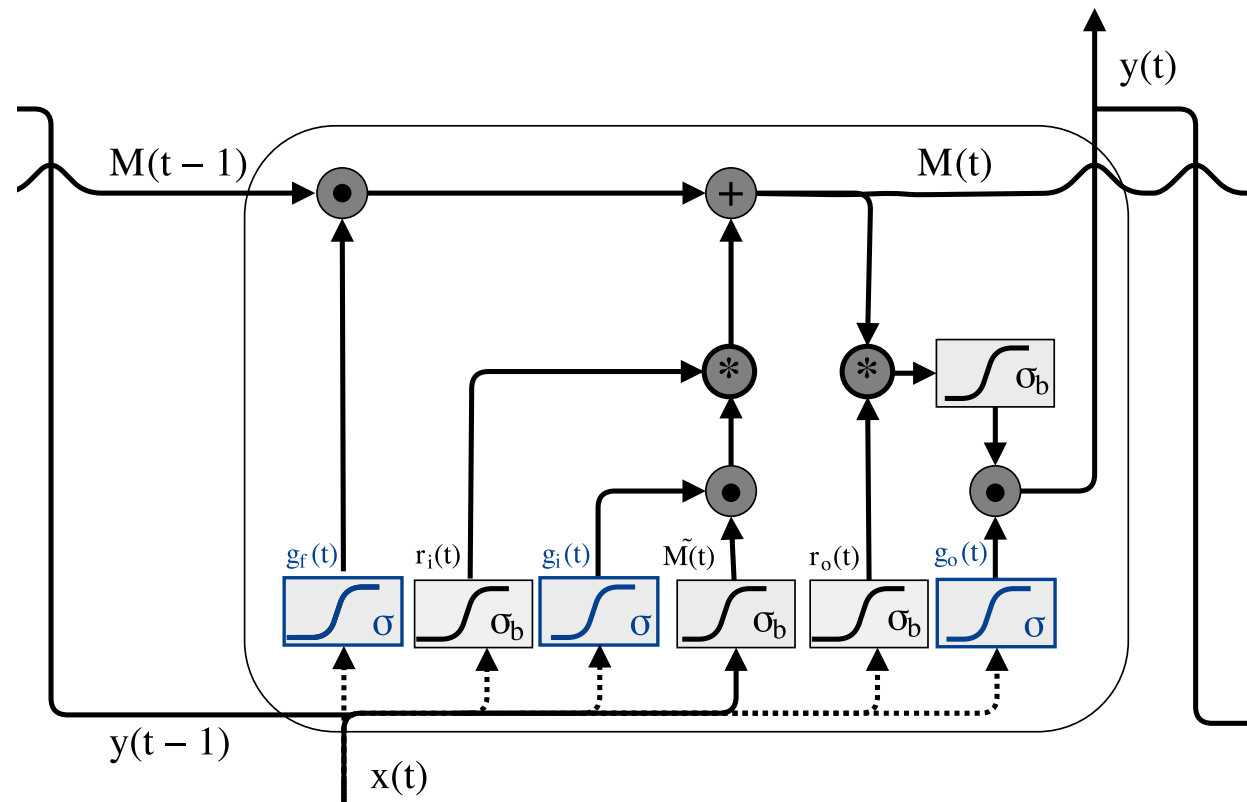 y(t)
M(t − 1)
M(t)
+
*
*
σb
gf(t)
ri(t)
gi(t)
M̃(t)
ro(t)
go(t)
σ
σb
σ
σb
σb
σ
y(t − 1)
x(t)